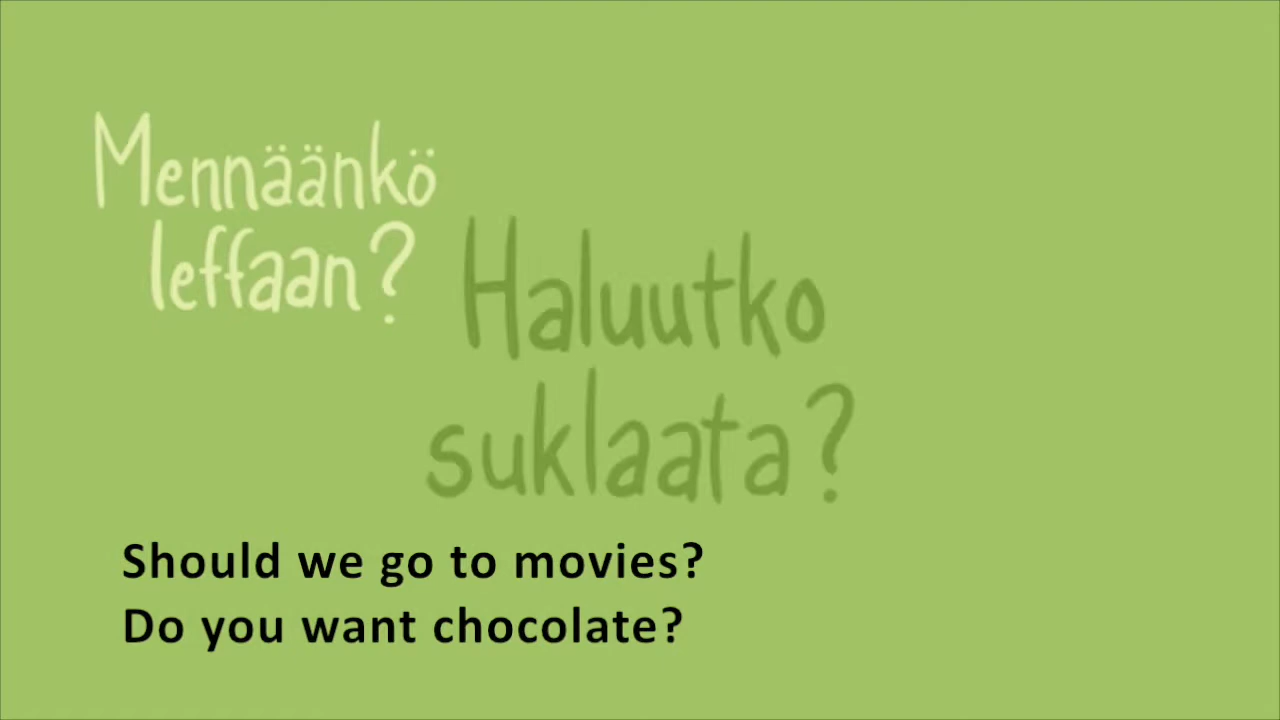 Mennäänkö
leffaan?
Haluutko
suklaata?
Should we go to movies?
Do you want chocolate?